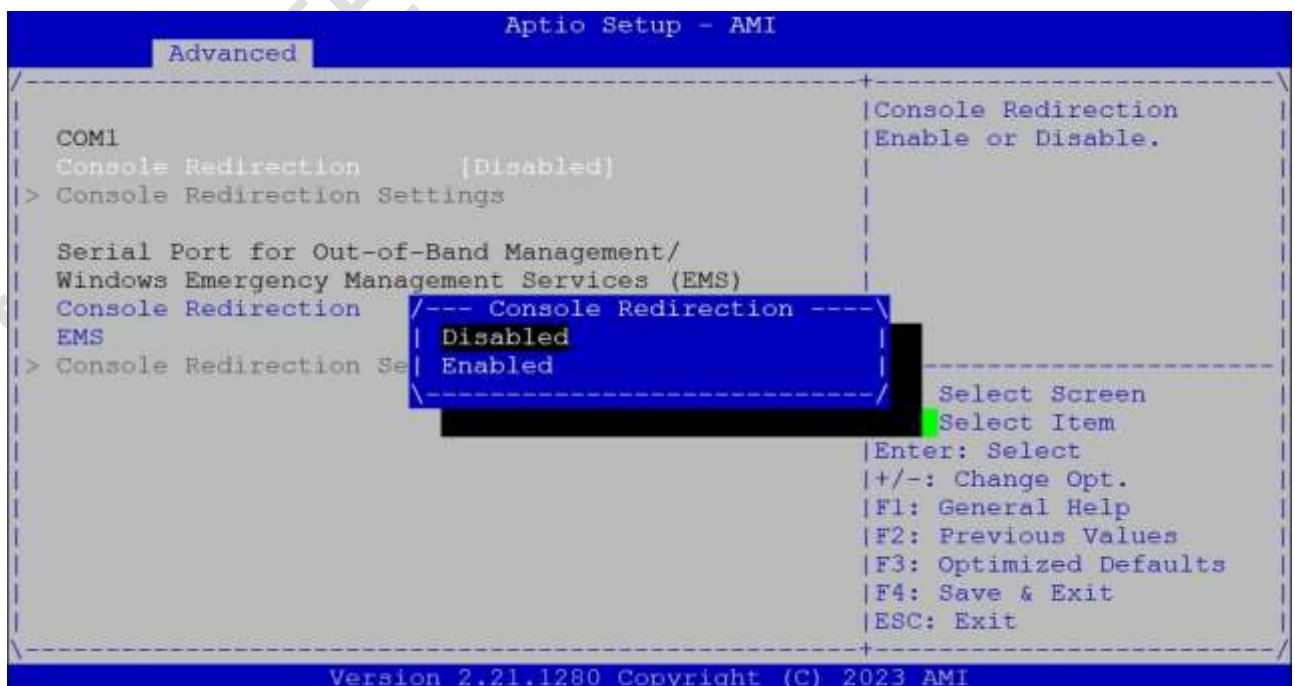 Aptio Setup - AMI
Advanced
COM1
Console Redirection [Disabled]
> Console Redirection Settings
Serial Port for Out-of-Band Management/
Windows Emergency Management Services (EMS)
Console Redirection
EMS
> Console Redirection Se
/--- Console Redirection ----\
Disabled
Enabled
Console Redirection
Enable or Disable.
Select Screen
Select Item
Enter: Select
+/-: Change Opt.
F1: General Help
F2: Previous Values
F3: Optimized Defaults
F4: Save & Exit
ESC: Exit
Version 2.21.1280 Copyright (C) 2023 AMI